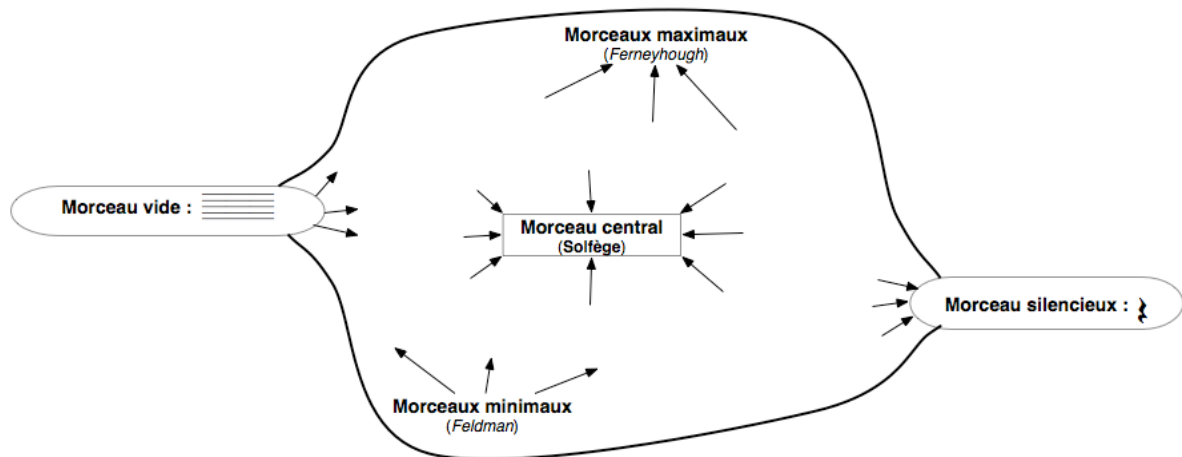 Morceaux maximaux
(Ferneyhough)
Morceau vide :
Morceau central
(Solfège)
Morceau silencieux :
Morceaux minimaux
(Feldman)